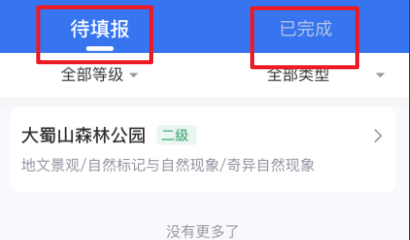 待填报 已完成
全部等级 全部类型
大蜀山森林公园 二级
地文景观/自然标记与自然现象/奇异自然现象
没有更多了